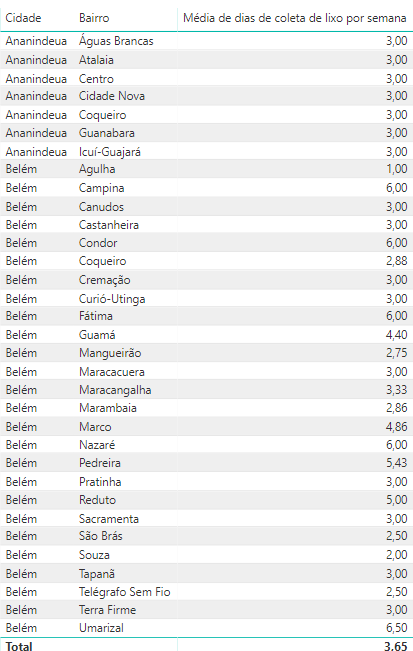 Cidade Bairro Média de dias de coleta de lixo por semana
Ananindeua Águas Brancas 3,00
Ananindeua Atalaia 3,00
Ananindeua Centro 3,00
Ananindeua Cidade Nova 3,00
Ananindeua Coqueiro 3,00
Ananindeua Guanabara 3,00
Ananindeua Icuí-Guajará 3,00
Belém Agulha 1,00
Belém Campina 6,00
Belém Canudos 3,00
Belém Castanheira 3,00
Belém Condor 6,00
Belém Coqueiro 2,88
Belém Cremação 3,00
Belém Curió-Utinga 3,00
Belém Fátima 6,00
Belém Guamá 4,40
Belém Mangueirão 2,75
Belém Maracacuera 3,00
Belém Maracangalha 3,33
Belém Marambaia 2,86
Belém Marco 4,86
Belém Nazaré 6,00
Belém Pedreira 5,43
Belém Pratinha 3,00
Belém Reduto 5,00
Belém Sacramenta 3,00
Belém São Brás 2,50
Belém Souza 2,00
Belém Tapanã 3,00
Belém Telégrafo Sem Fio 2,50
Belém Terra Firme 3,00
Belém Umarizal 6,50
Total 3,65